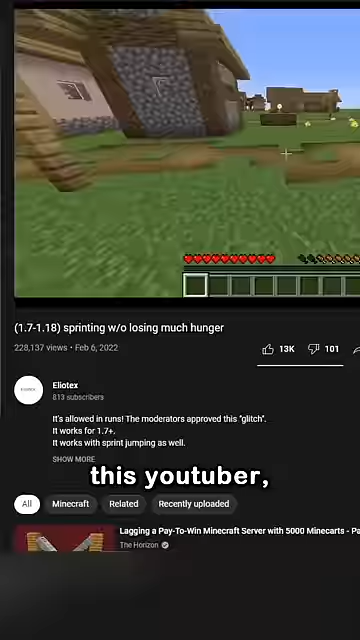 (1.7-1.18) sprinting w/o losing much hunger
228,137 views • Feb 6, 2022
13K
101
Eliotex
813 subscribers
It's allowed in runs! The moderators approved this "glitch".
It works for 1.7+.
It works with sprint jumping as well.
SHOW MORE
this youtuber,
All
Minecraft
Related
Recently uploaded
Lagging a Pay-To-Win Minecraft Server with 5000 Minecarts - Pa
The Horizon